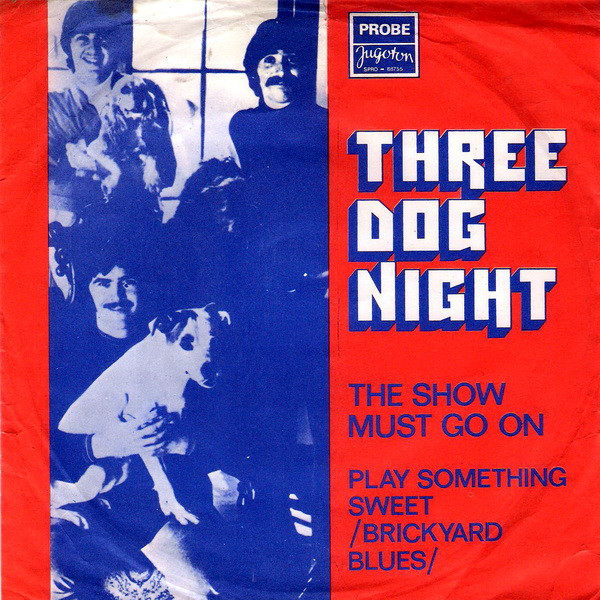 PROBE
Jugoton
SPRO - 88755
THREE
DOG
NIGHT
THE SHOW
MUST GO ON
PLAY SOMETHING
SWEET
/BRICKYARD
BLUES/